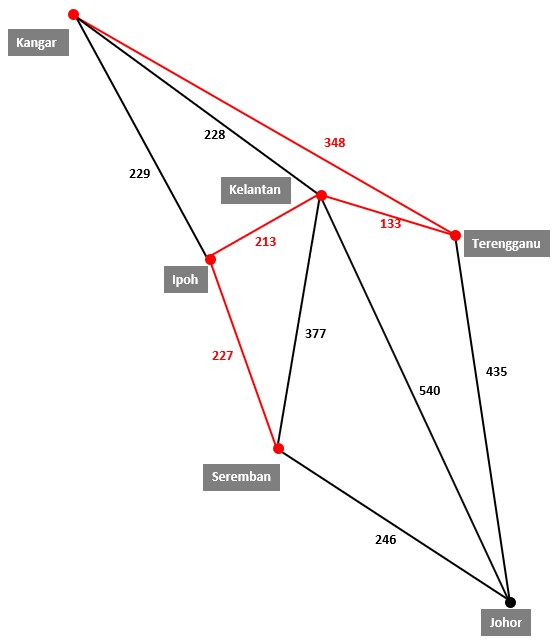 Kangar
228
348
229
Kelantan
133
Terengganu
213
Ipoh
377
227
435
540
Seremban
246
Johor